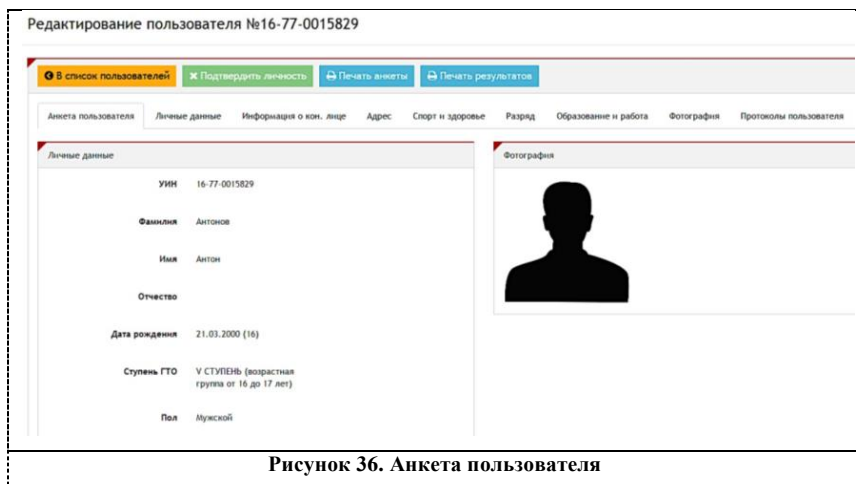 Редактирование пользователя №16-77-0015829
В список пользователей Подтвердить личность Печать анкеты Печать результатов
Анкета пользователя Личные данные Информация о кон. лице Адрес Спорт и здоровье Разряд Образование и работа Фотография Протоколы пользователя
Личные данные
УИН 16-77-0015829
Фамилия Антонов
Имя Антон
Отчество
Дата рождения 21.03.2000 (16)
Ступень ГТО V СТУПЕНЬ (возрастная
группа от 16 до 17 лет)
Пол Мужской
Фотография
Рисунок 36. Анкета пользователя